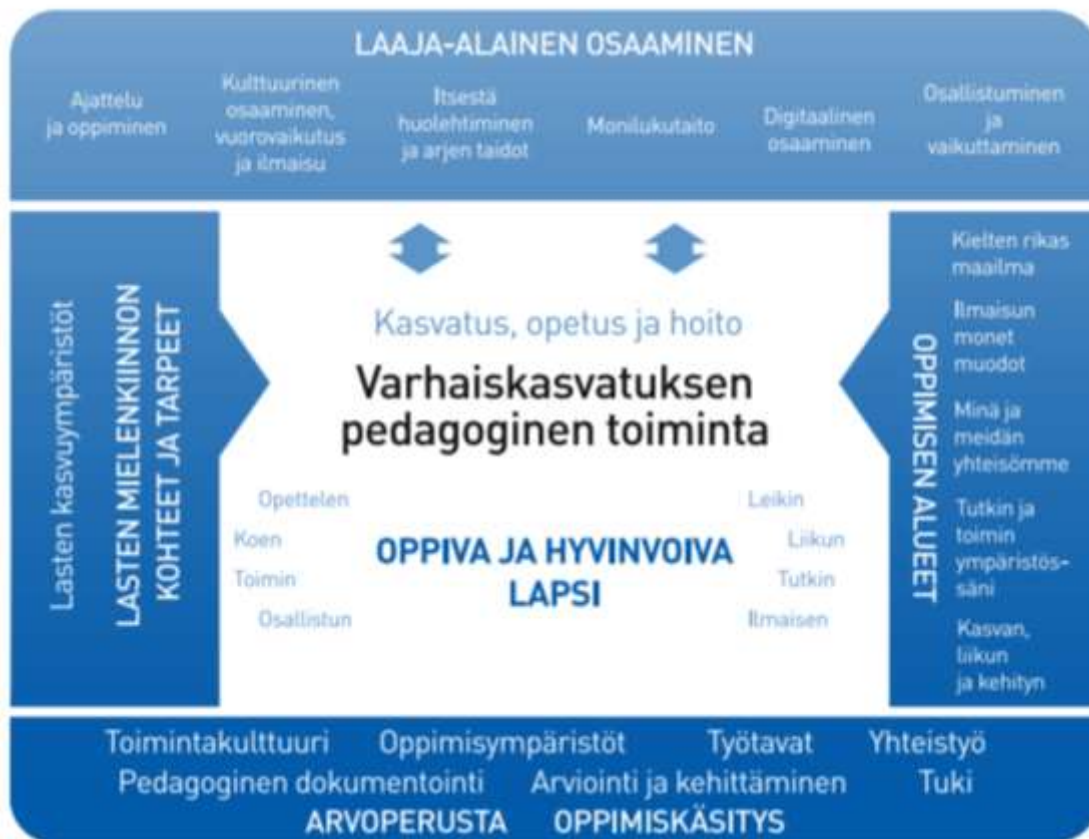 LAAJA-ALAINEN OSAAMINEN
Ajattelu
ja oppiminen
Kulttuurinen
osaaminen,
vuorovaikutus
ja ilmaisu
Itsestä
huolehtiminen
ja arjen taidot
Monilukutaito
Digitaalinen
osaaminen
Osallistuminen
ja
vaikuttaminen
Lasten kasvuympäristöt
LASTEN MIELENKIINNON
KOHTEET JA TARPEET
Kasvatus, opetus ja hoito
Varhaiskasvatuksen
pedagoginen toiminta
Opettelen
Koen
Toimin
Osallistun
OPPIVA JA HYVINVOIVA
LAPSI
Leikin
Liikun
Tutkin
Ilmaisen
OPPIMISEN ALUEET
Kielten rikas
maailma
Ilmaisun
monet
muodot
Minä ja
meidän
yhteisömme
Tutkin ja
toimin
ympäristös-
säni
Kasvan,
liikun
ja kehityn
Toimintakulttuuri Oppimisympäristöt Työtavat Yhteistyö
Pedagoginen dokumentointi Arviointi ja kehittäminen Tuki
ARVOPERUSTA OPPIMISKÄSITYS